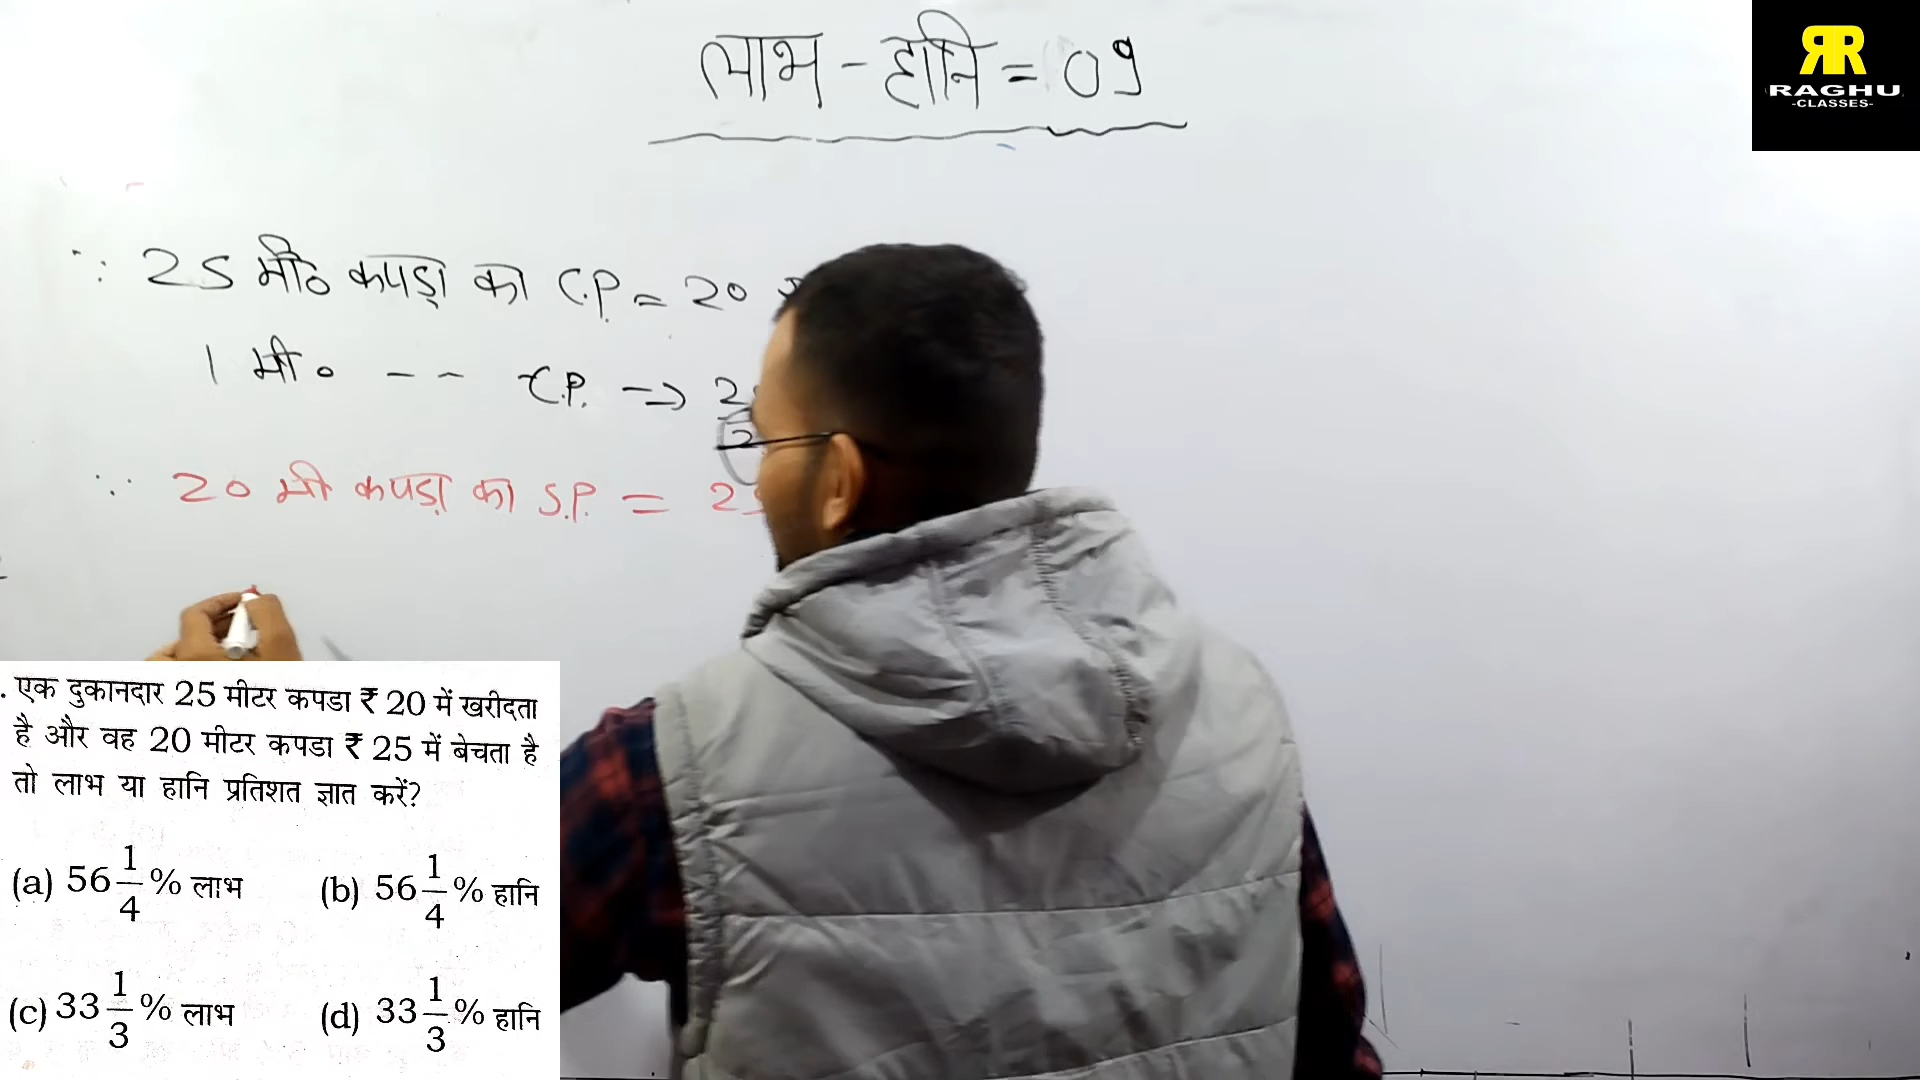 लाभ - हानि = 09
RR
RAGHU
-CLASSES-
∵ 25 मी० कपड़ा का C.P. = 20
1 मी० - - C.P. ⇒ 2
∵ 20 मी कपड़ा का S.P. = 25
. एक दुकानदार 25 मीटर कपडा ₹ 20 में खरीदता
है और वह 20 मीटर कपडा ₹ 25 में बेचता है
तो लाभ या हानि प्रतिशत ज्ञात करें?
(a) 56 1/4 % लाभ (b) 56 1/4 % हानि
(c) 33 1/3 % लाभ (d) 33 1/3 % हानि